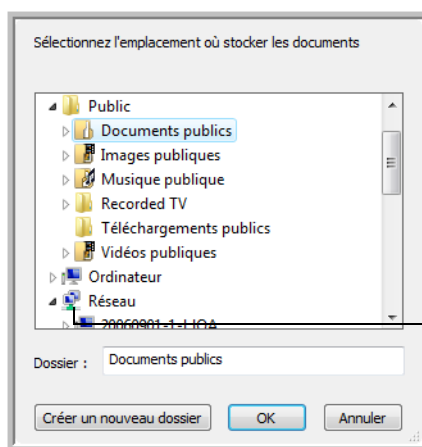 Sélectionnez l'emplacement où stocker les documents
Public
Documents publics
Images publiques
Musique publique
Recorded TV
Téléchargements publics
Vidéos publiques
Ordinateur
Réseau
Dossier : Documents publics
Créer un nouveau dossier OK Annuler